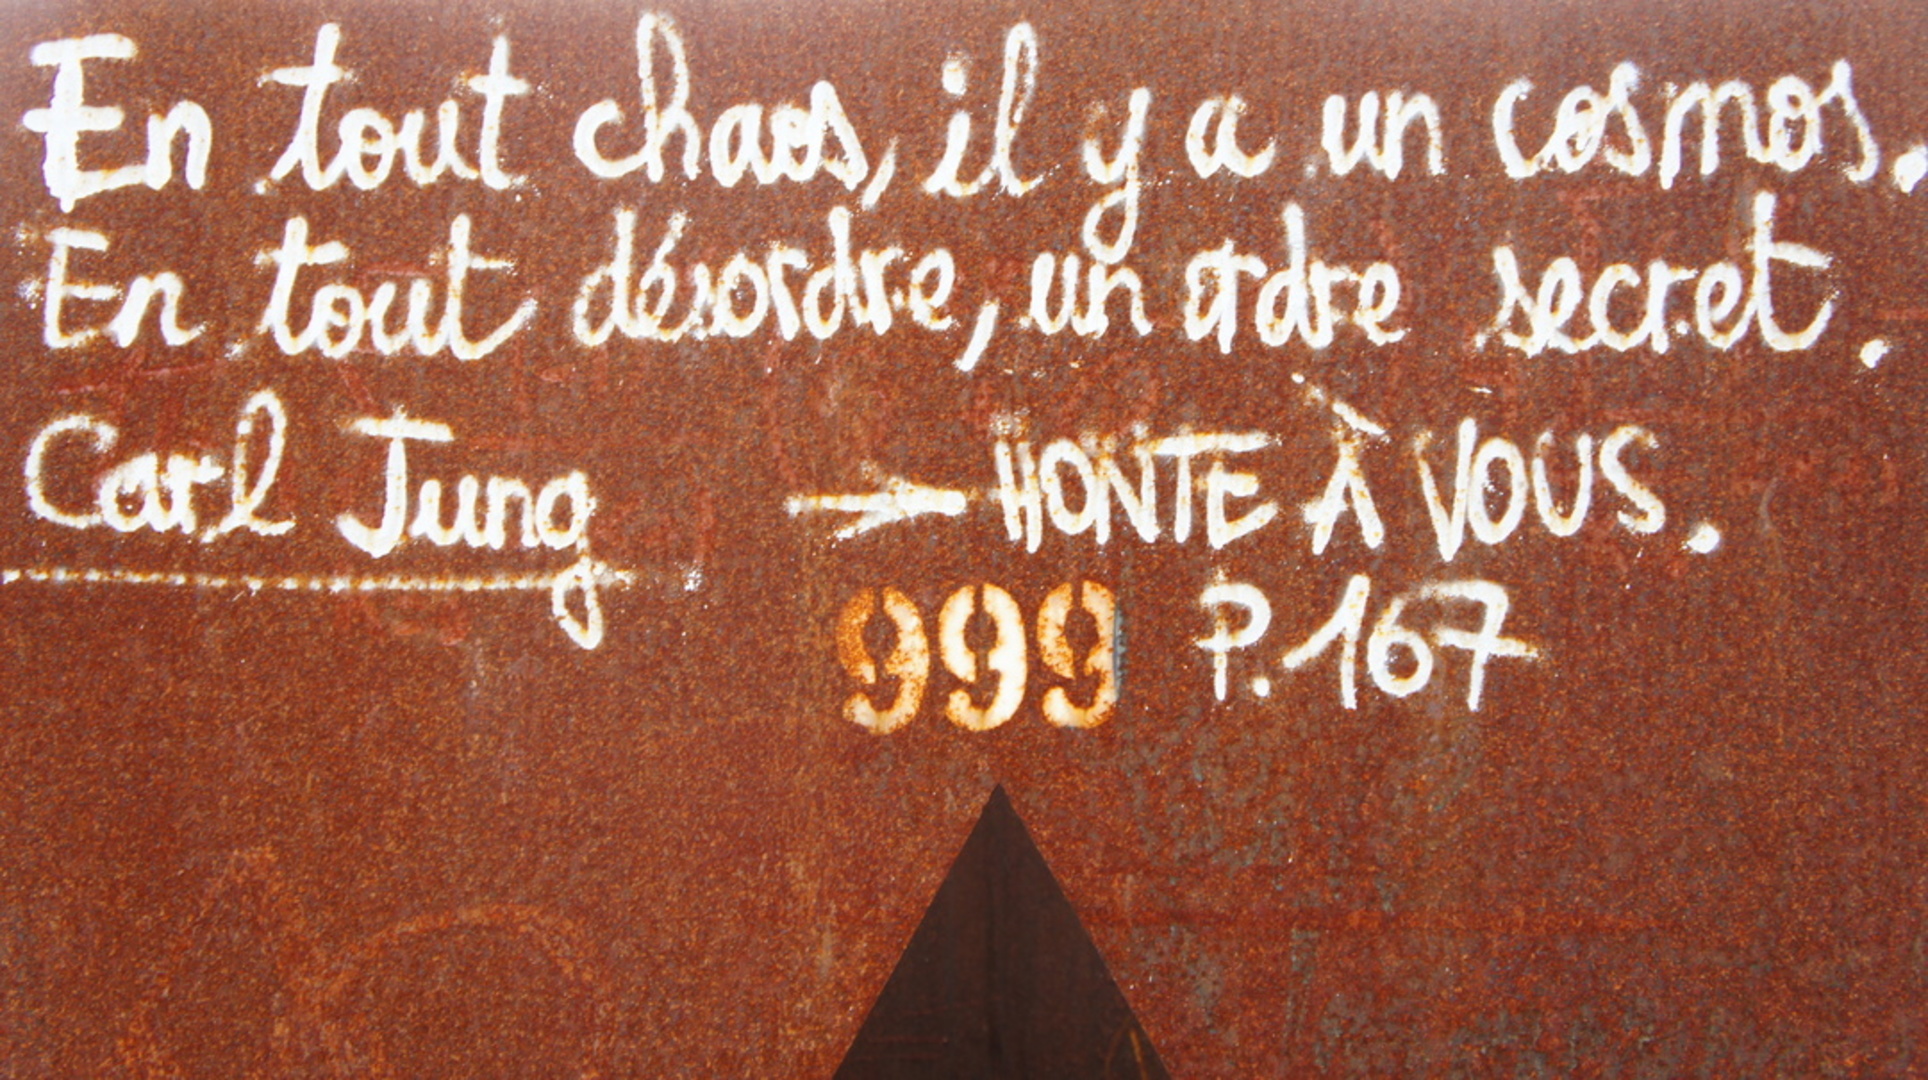 En tout chaos, il y a un cosmos.
En tout désordre, un ordre secret.
Carl Jung → HONTE À VOUS.
999 P.167